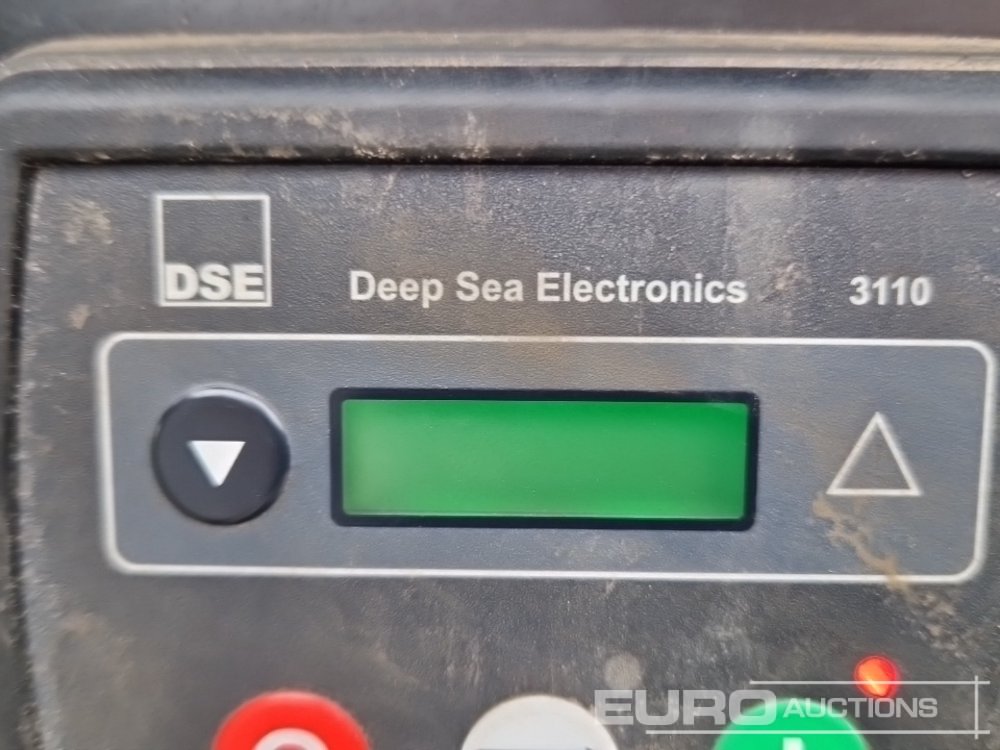 DSE
Deep Sea Electronics 3110
EURO AUCTIONS